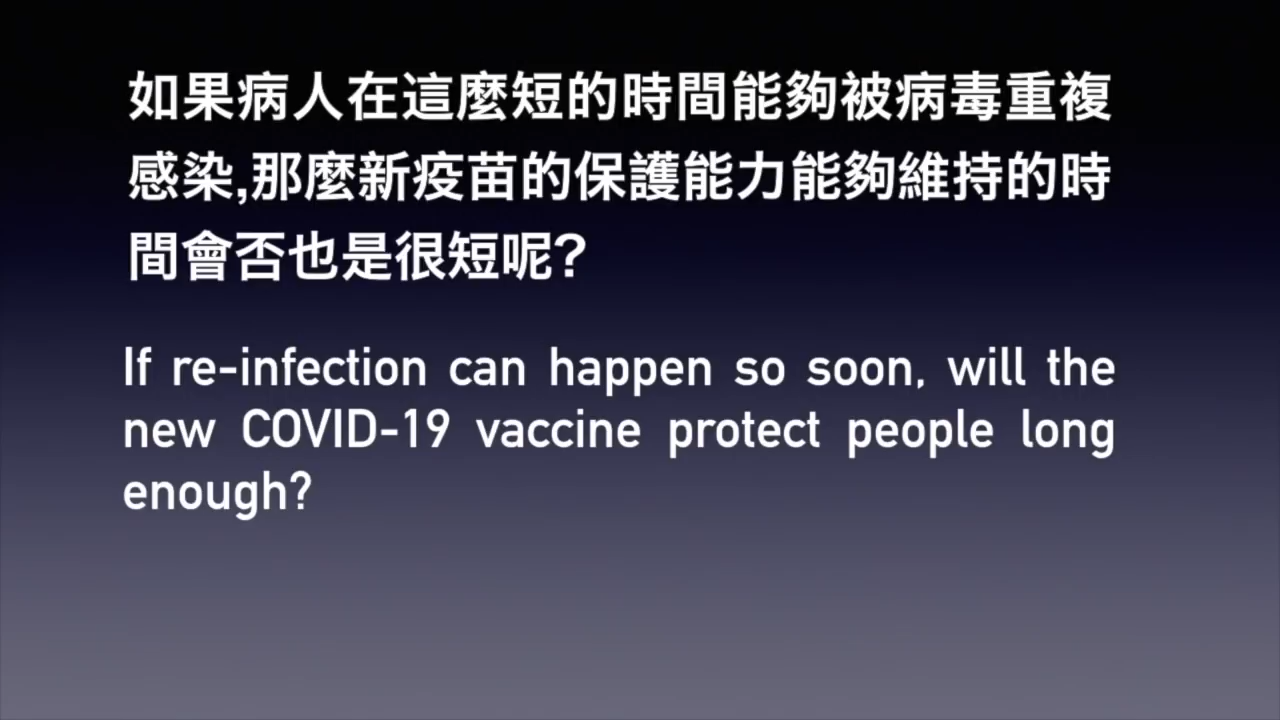 如果病人在這麼短的時間能夠被病毒重複
感染,那麼新疫苗的保護能力能夠維持的時
間會否也是很短呢?
If re-infection can happen so soon, will the
new COVID-19 vaccine protect people long
enough?